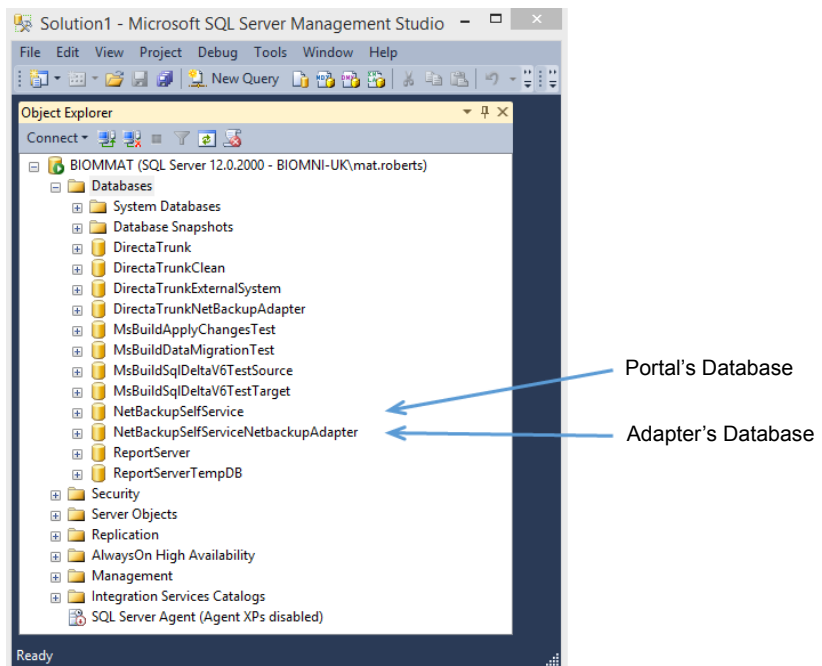 Solution1 - Microsoft SQL Server Management Studio
File Edit View Project Debug Tools Window Help
New Query
Object Explorer
Connect
BIOMMAT (SQL Server 12.0.2000 - BIOMNI-UK\mat.roberts)
Databases
System Databases
Database Snapshots
DirectaTrunk
DirectaTrunkClean
DirectaTrunkExternalSystem
DirectaTrunkNetBackupAdapter
MsBuildApplyChangesTest
MsBuildDataMigrationTest
MsBuildSqlDeltaV6TestSource
MsBuildSqlDeltaV6TestTarget
NetBackupSelfService
NetBackupSelfServiceNetbackupAdapter
ReportServer
ReportServerTempDB
Security
Server Objects
Replication
AlwaysOn High Availability
Management
Integration Services Catalogs
SQL Server Agent (Agent XPs disabled)
Ready
Portal's Database
Adapter's Database